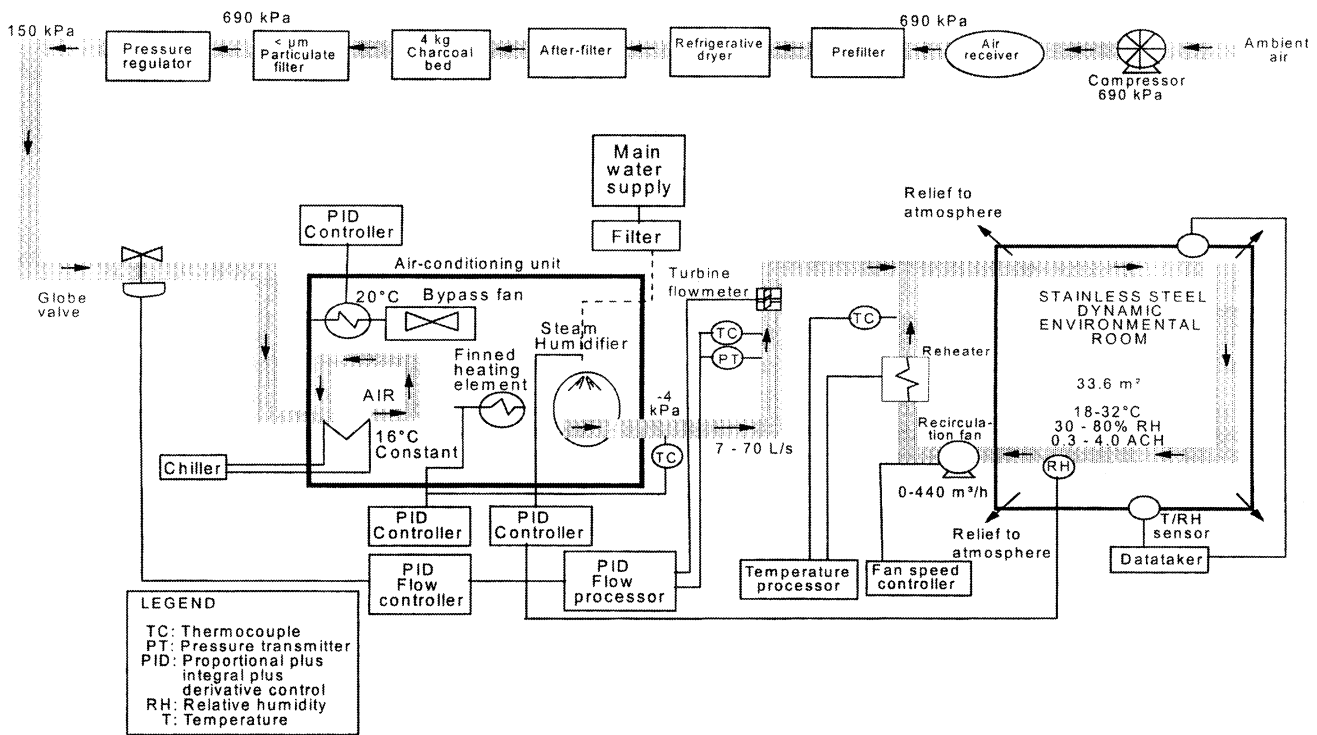 150 kPa
690 kPa
690 kPa
Pressure
regulator
< µm
Particulate
filter
4 kg
Charcoal
bed
After-filter
Refrigerative
dryer
Prefilter
Air
receiver
Compressor
690 kPa
Ambient
air
Main
water
supply
Filter
PID
Controller
Air-conditioning unit
20°C
Bypass fan
Globe
valve
Steam
Humidifier
Finned
heating
element
AIR
16°C
Constant
Chiller
-4
kPa
TC
7 - 70 L/s
Turbine
flowmeter
TC
PT
TC
Reheater
Recircula-
tion fan
0-440 m³/h
Relief to
atmosphere
STAINLESS STEEL
DYNAMIC
ENVIRONMENTAL
ROOM
33.6 m²
18-32°C
30 - 80% RH
0.3 - 4.0 ACH
RH
Relief to
atmosphere
T/RH
sensor
Datataker
PID
Controller
PID
Controller
PID
Flow
controller
PID
Flow
processor
Temperature
processor
Fan speed
controller
LEGEND
TC: Thermocouple
PT: Pressure transmitter
PID: Proportional plus
integral plus
derivative control
RH: Relative humidity
T: Temperature